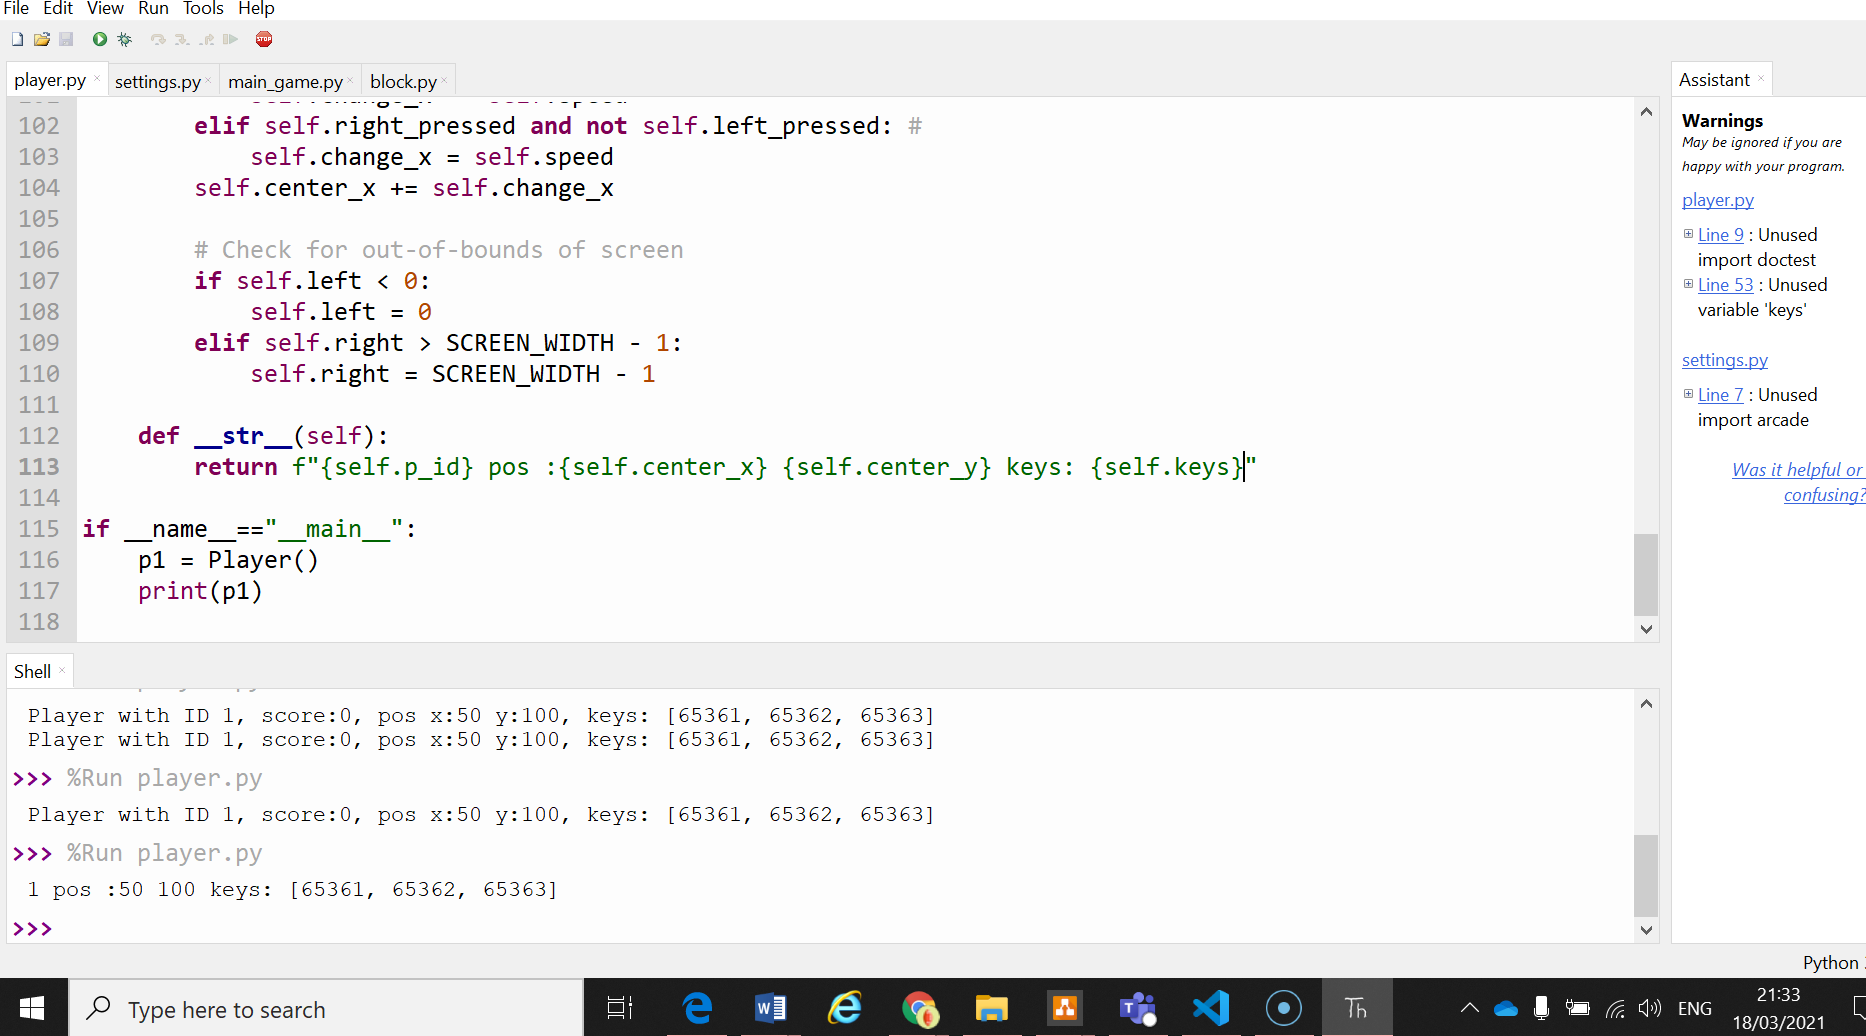 File Edit View Run Tools Help
STOP
player.py × settings.py × main_game.py × block.py ×
102 elif self.right_pressed and not self.left_pressed: #
103 self.change_x = self.speed
104 self.center_x += self.change_x
105
106 # Check for out-of-bounds of screen
107 if self.left < 0:
108 self.left = 0
109 elif self.right > SCREEN_WIDTH - 1:
110 self.right = SCREEN_WIDTH - 1
111
112 def __str__(self):
113 return f"{self.p_id} pos :{self.center_x} {self.center_y} keys: {self.keys}"
114
115 if __name__=="__main__":
116 p1 = Player()
117 print(p1)
118
Shell ×
Player with ID 1, score:0, pos x:50 y:100, keys: [65361, 65362, 65363]
Player with ID 1, score:0, pos x:50 y:100, keys: [65361, 65362, 65363]
>>> %Run player.py
Player with ID 1, score:0, pos x:50 y:100, keys: [65361, 65362, 65363]
>>> %Run player.py
1 pos :50 100 keys: [65361, 65362, 65363]
>>>
Assistant ×
Warnings
May be ignored if you are
happy with your program.
player.py
Line 9 : Unused
import doctest
Line 53 : Unused
variable 'keys'
settings.py
Line 7 : Unused
import arcade
Was it helpful or
confusing?
Python
Type here to search
Th
ENG
21:33
18/03/2021